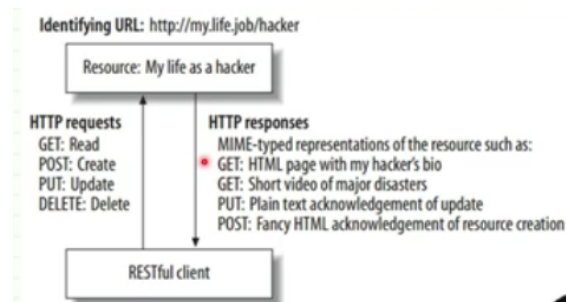 Identifying URL: http://my.life.job/hacker
Resource: My life as a hacker
HTTP requests
GET: Read
POST: Create
PUT: Update
DELETE: Delete
HTTP responses
MIME-typed representations of the resource such as:
GET: HTML page with my hacker's bio
GET: Short video of major disasters
PUT: Plain text acknowledgement of update
POST: Fancy HTML acknowledgement of resource creation
RESTful client